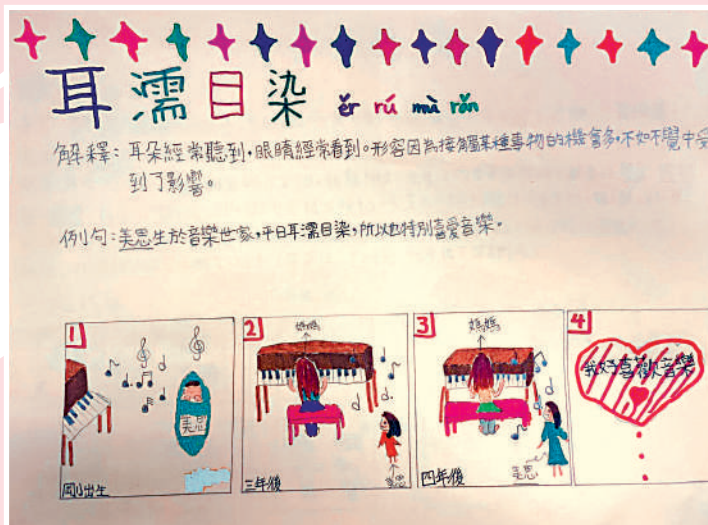 耳濡目染 ěr rú mù rǎn
解釋：耳朵經常聽到，眼睛經常看到。形容因為接觸某種事物的機會多，不如不覺中受
到了影響。
例句：美思生於音樂世家，平日耳濡目染，所以她特別喜愛音樂。
1
美思
剛出生
2
媽媽
美思
三年後
3
媽媽
美思
四年後
4
我好喜歡音樂